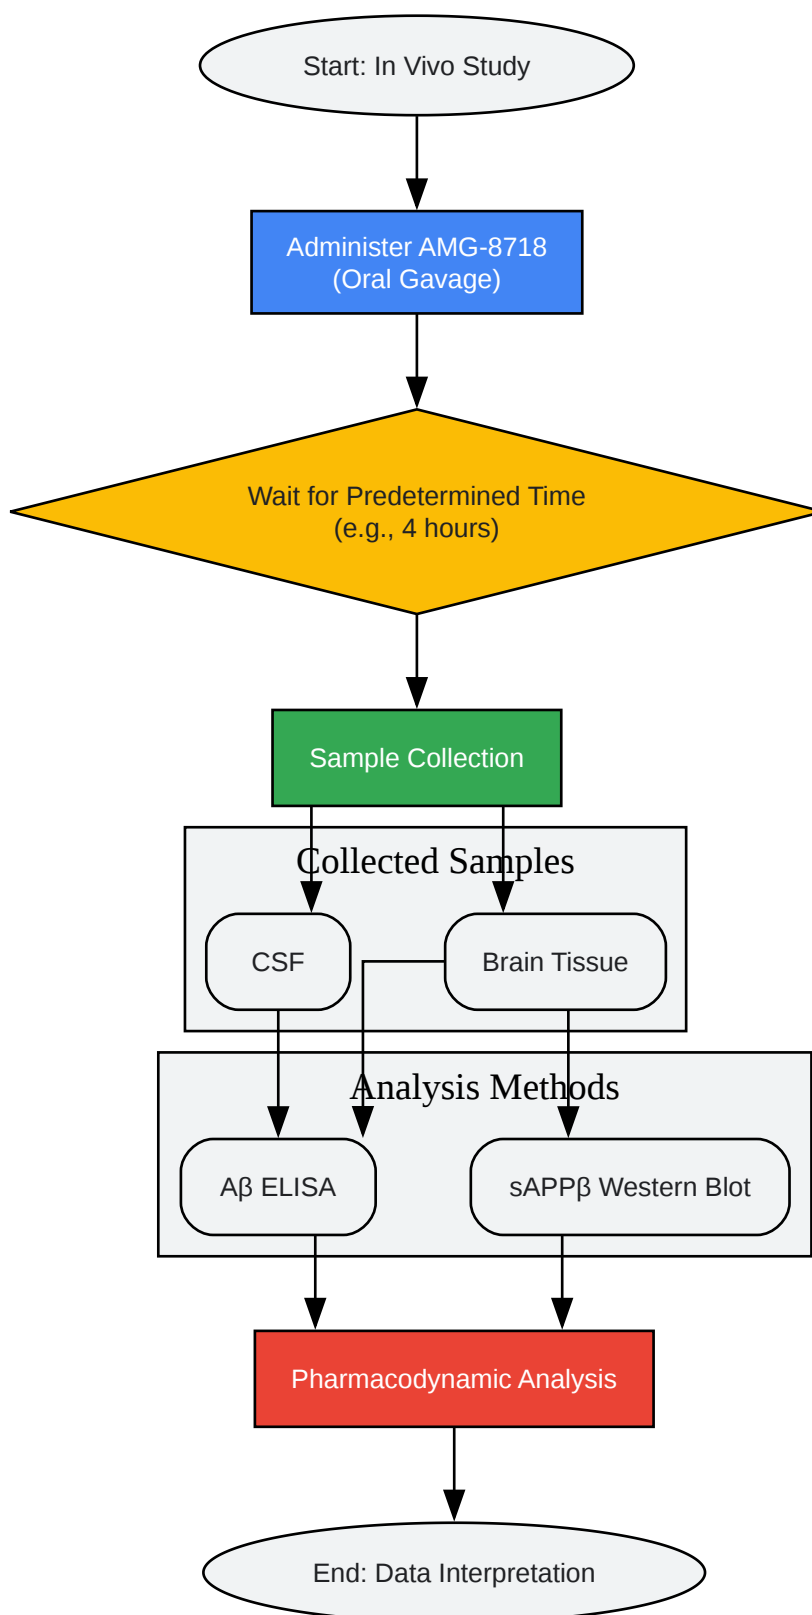 Start: In Vivo Study
Administer AMG-8718
(Oral Gavage)
Wait for Predetermined Time
(e.g., 4 hours)
Sample Collection
Collected Samples
CSF
Brain Tissue
Analysis Methods
Aβ ELISA
sAPPβ Western Blot
Pharmacodynamic Analysis
End: Data Interpretation